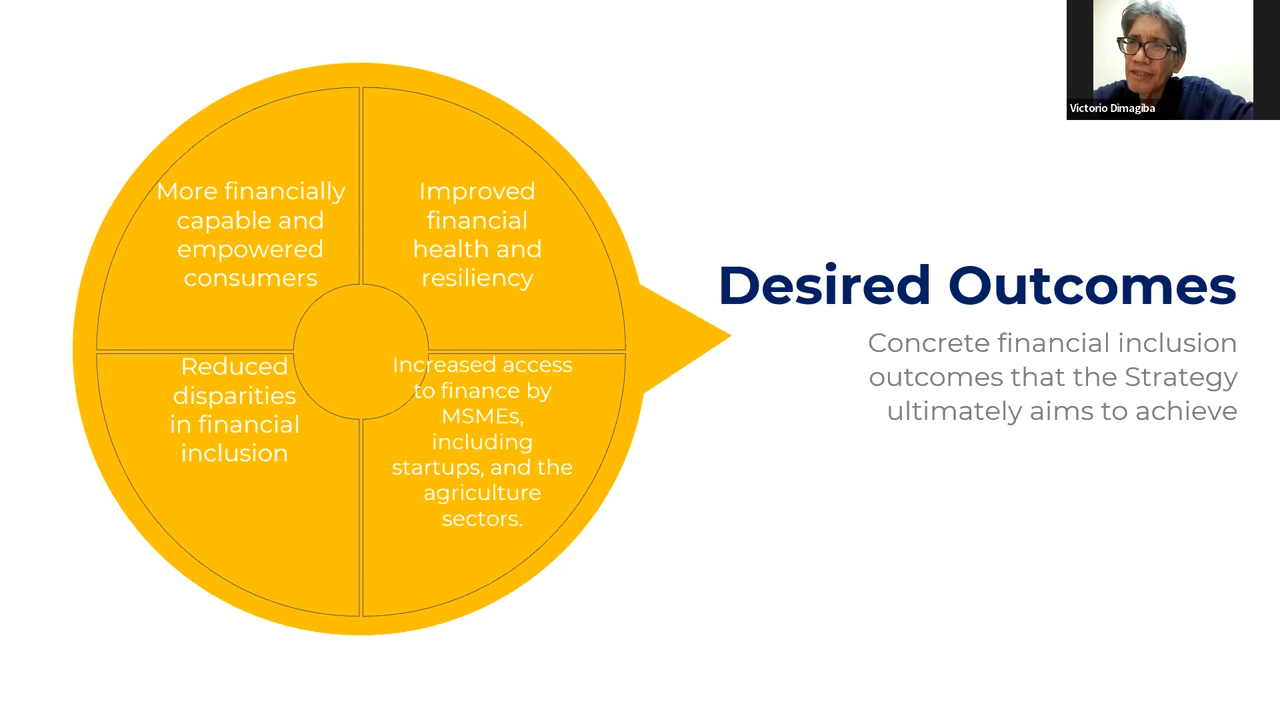 Victorio Dimagiba
More financially
capable and
empowered
consumers
Improved
financial
health and
resiliency
Reduced
disparities
in financial
inclusion
Increased access
to finance by
MSMEs,
including
startups, and the
agriculture
sectors.
Desired Outcomes
Concrete financial inclusion
outcomes that the Strategy
ultimately aims to achieve